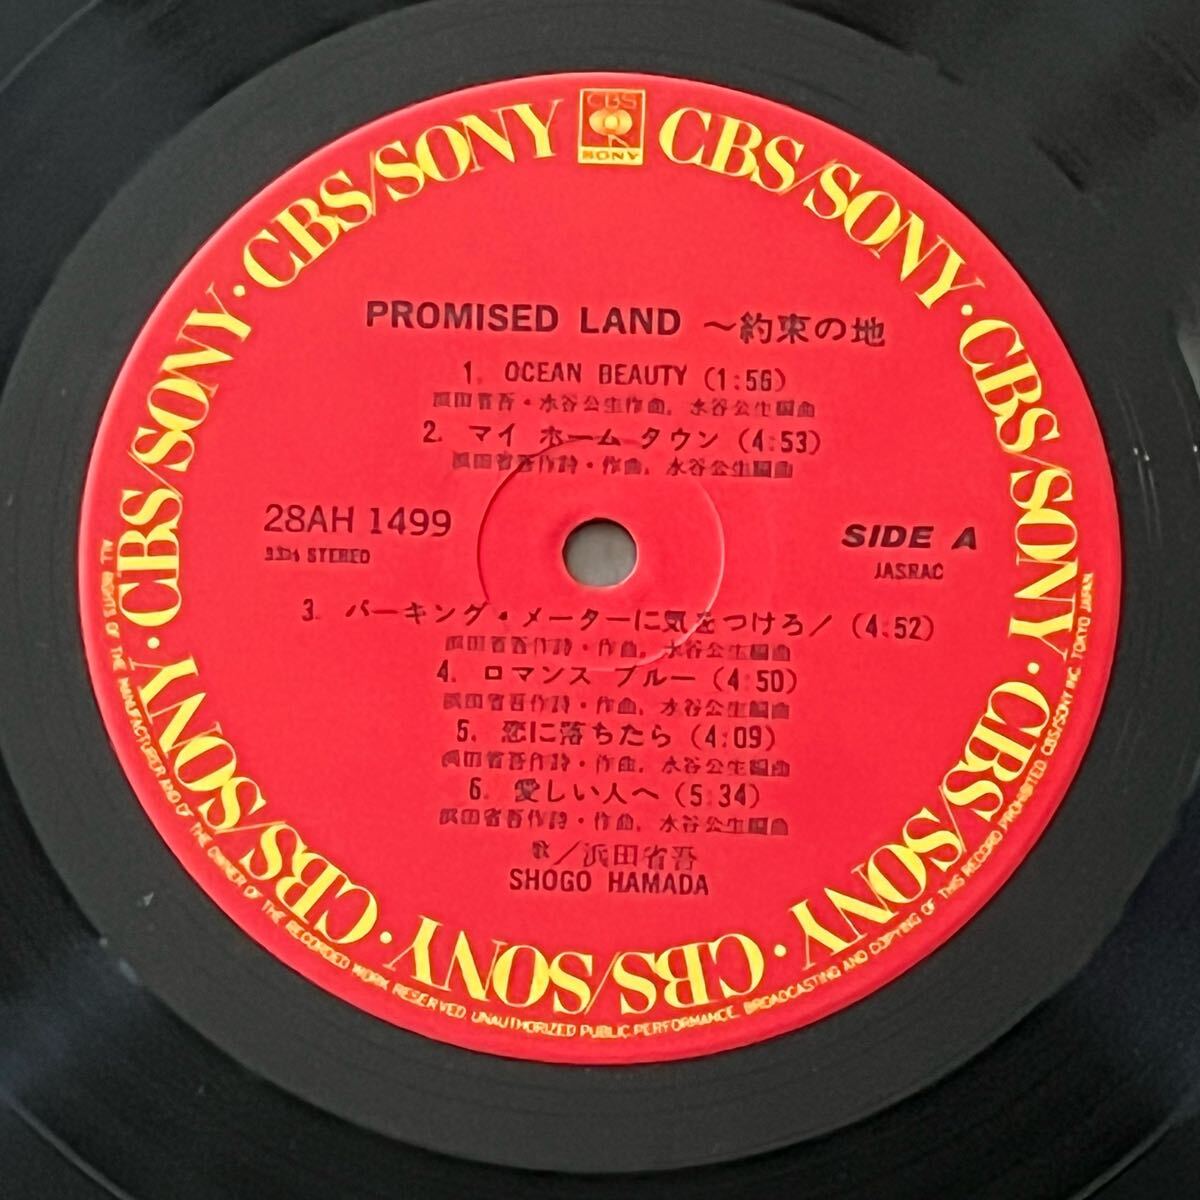 CBS
SONY
CBS/SONY · CBS/SONY · CBS/SONY · CBS/SONY · CBS/SONY · CBS/SONY · CBS/SONY · CBS/SONY · CBS/SONY · CBS/SONY
PROMISED LAND ～約束の地
1. OCEAN BEAUTY (1:56)
浜田省吾・水谷公生作曲, 水谷公生編曲
2. マイ ホーム タウン (4:53)
浜田省吾作詩・作曲, 水谷公生編曲
28AH 1499
33⅓ STEREO
SIDE A
JASRAC
3. パーキング・メーターに気をつけろ! (4:52)
浜田省吾作詩・作曲, 水谷公生編曲
4. ロマンス ブルー (4:50)
浜田省吾作詩・作曲, 水谷公生編曲
5. 恋に落ちたら (4:09)
浜田省吾作詩・作曲, 水谷公生編曲
6. 愛しい人へ (5:34)
浜田省吾作詩・作曲, 水谷公生編曲
歌／浜田省吾
SHOGO HAMADA
ALL RIGHTS OF THE MANUFACTURER AND OF THE OWNER OF THE RECORDED WORK RESERVED. UNAUTHORIZED PUBLIC PERFORMANCE, BROADCASTING AND COPYING OF THIS RECORD PROHIBITED CBS/SONY INC. TOKYO JAPAN